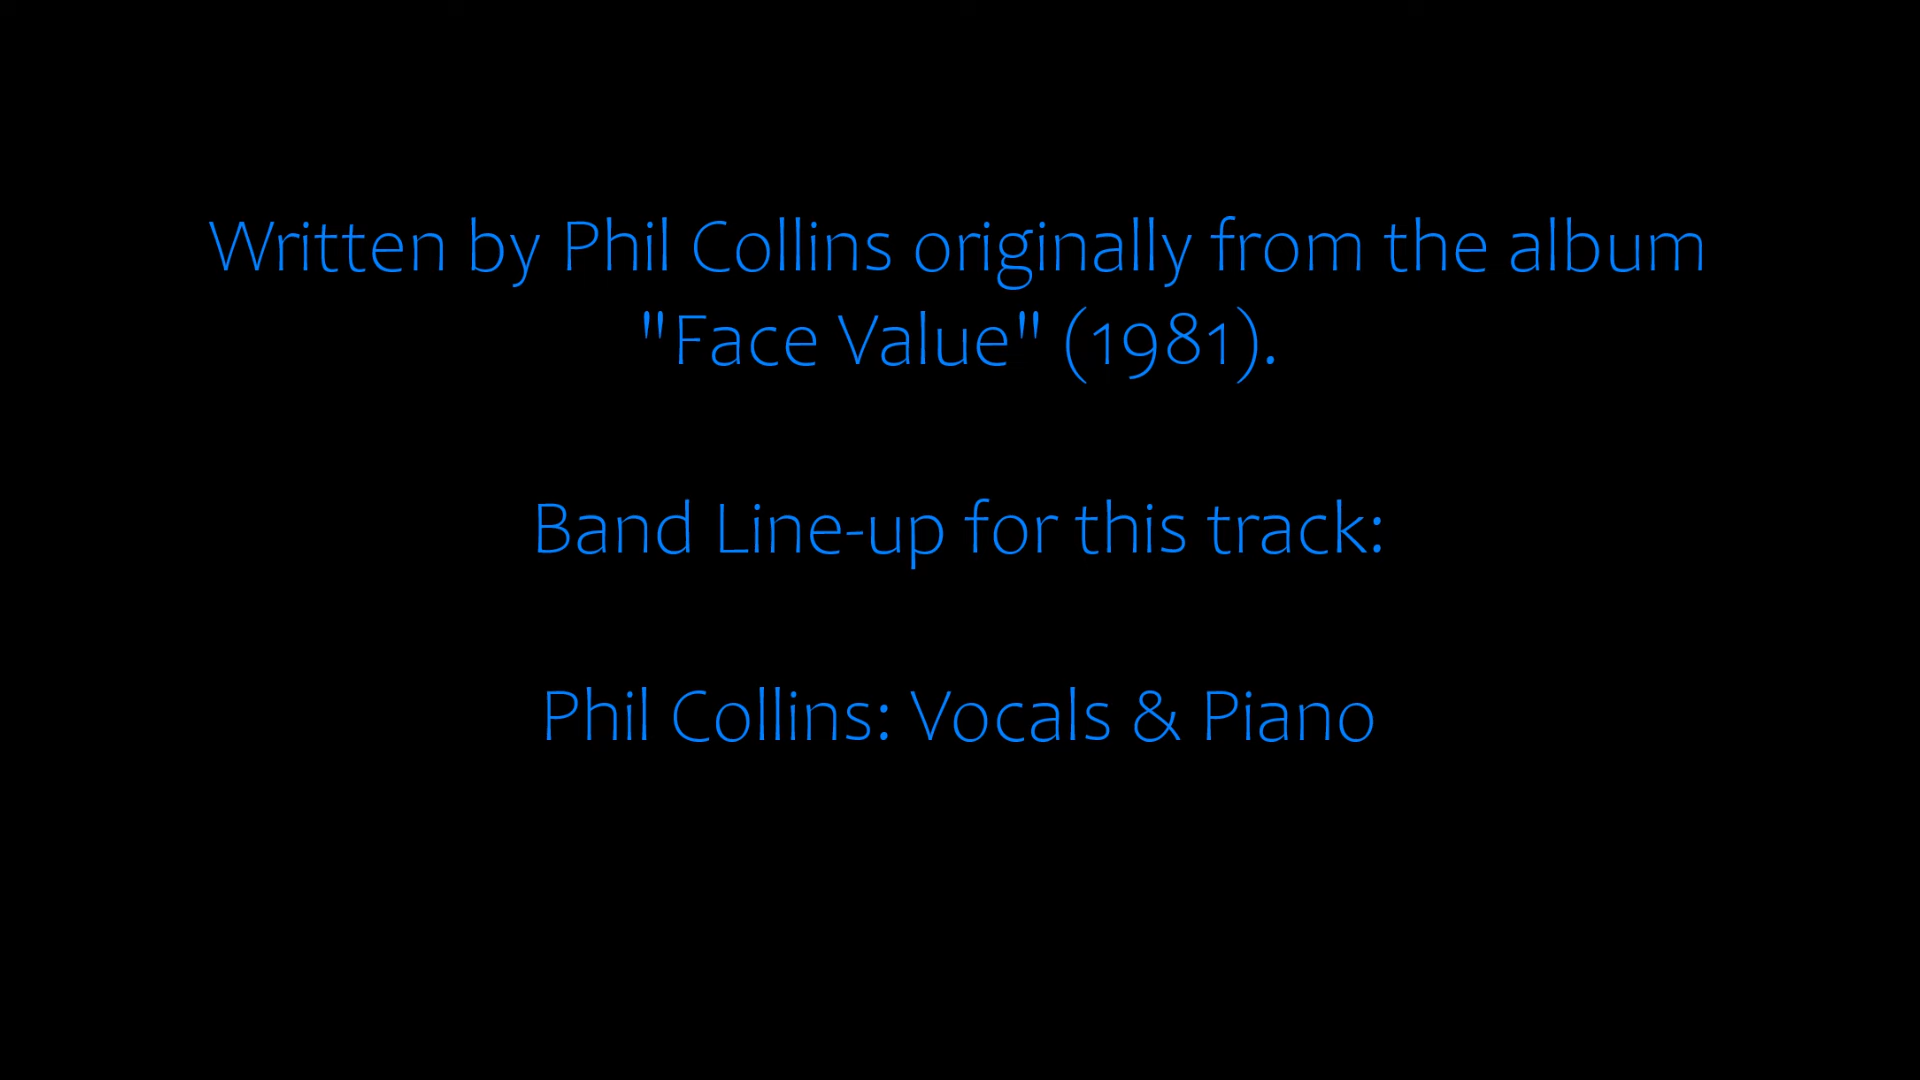 Written by Phil Collins originally from the album
"Face Value" (1981).
Band Line-up for this track:
Phil Collins: Vocals & Piano